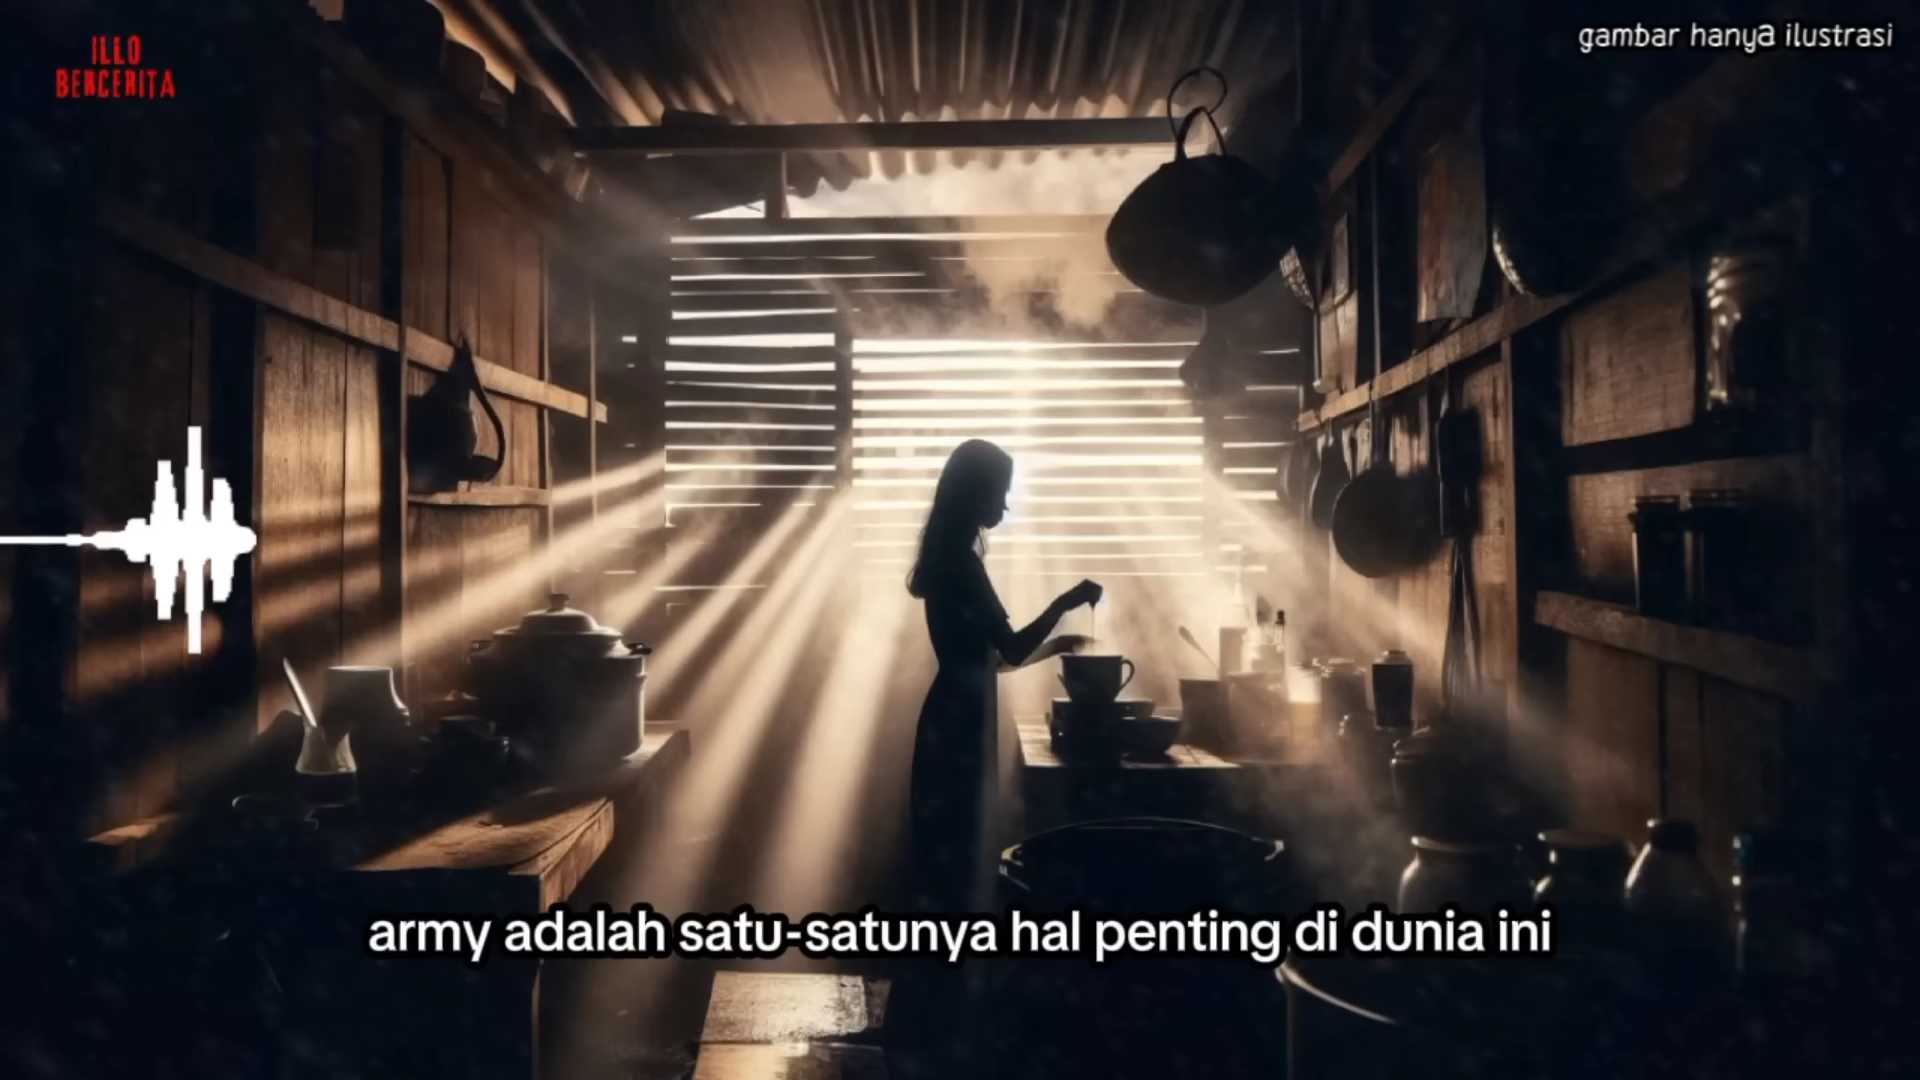 ILLO
BERCERITA
gambar hanya ilustrasi
army adalah satu-satunya hal penting di dunia ini